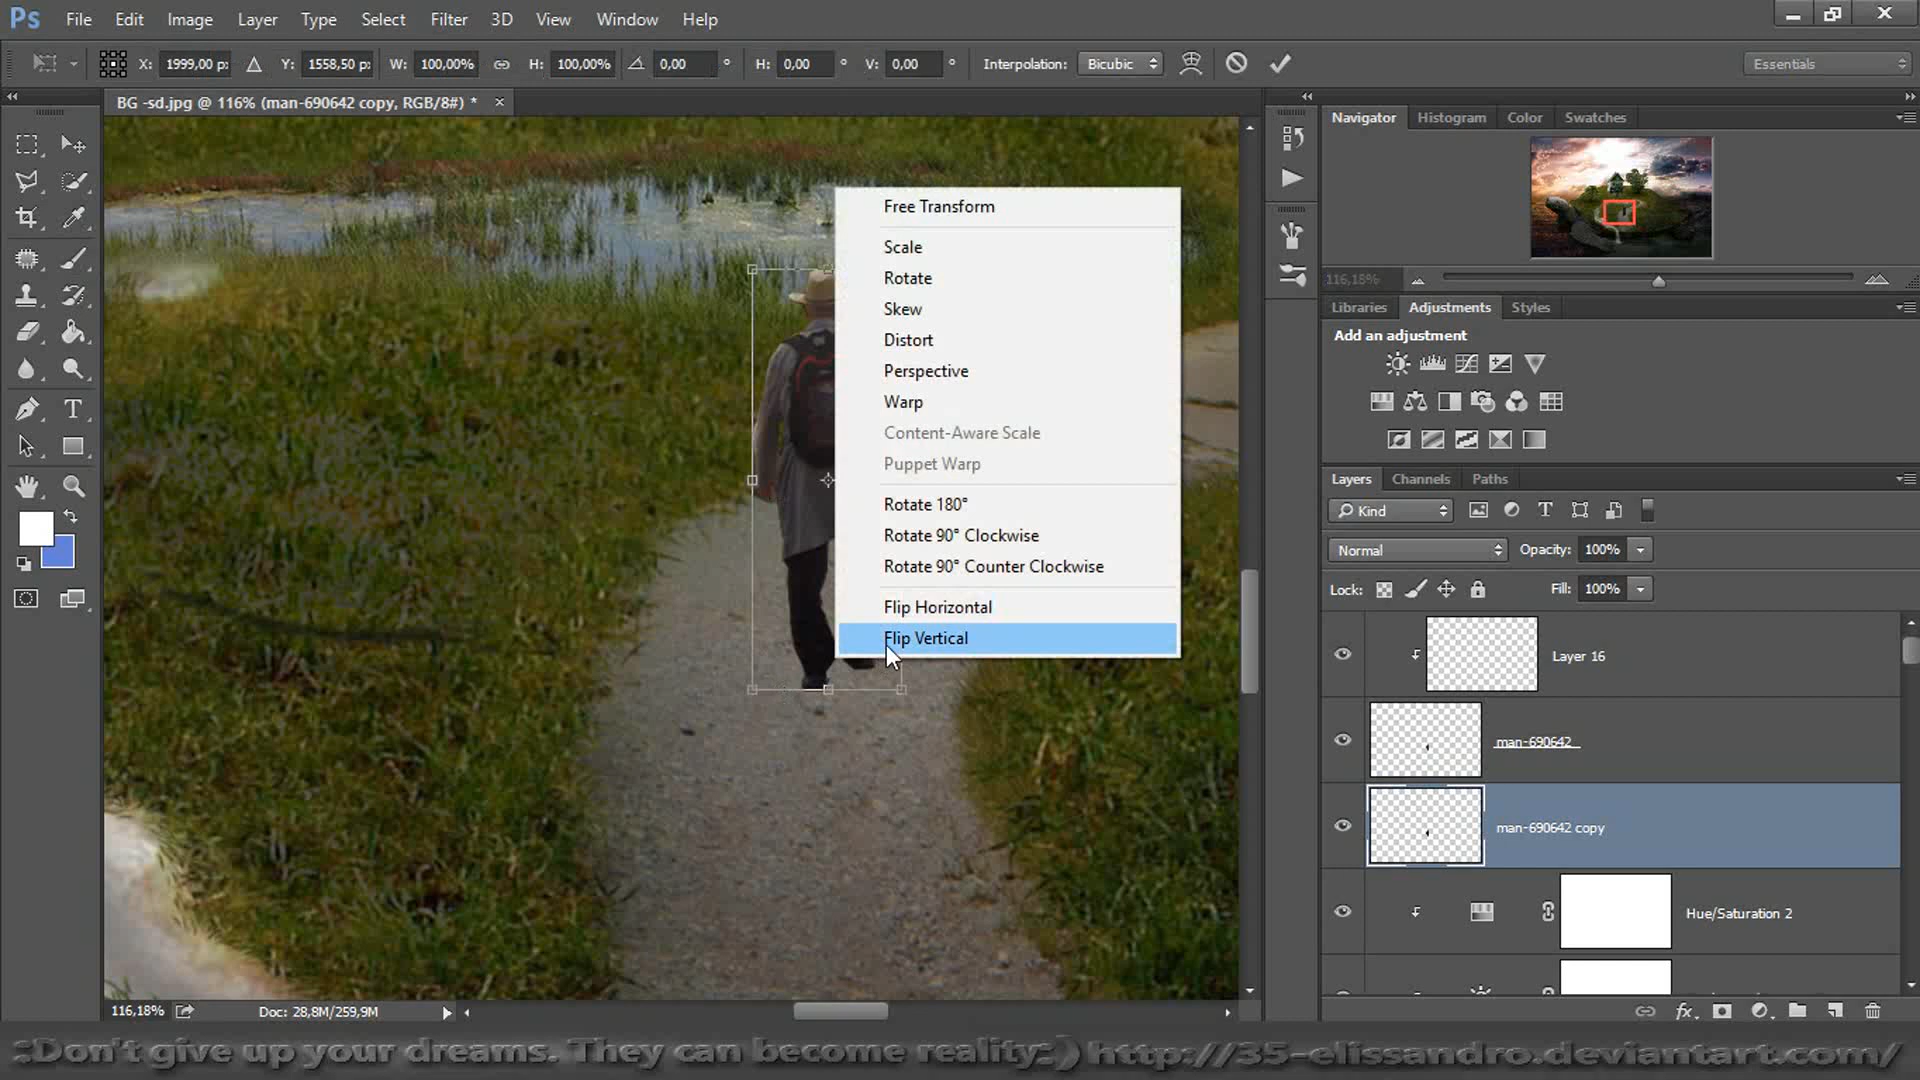 Ps File Edit Image Layer Type Select Filter 3D View Window Help
X: 1999,00 px Y: 1558,50 px W: 100,00% H: 100,00% 0,00 ° H: 0,00 ° V: 0,00 ° Interpolation: Bicubic Essentials
BG -sd.jpg @ 116% (man-690642 copy, RGB/8#) * ×
Navigator Histogram Color Swatches
Free Transform
Scale
Rotate
Skew
Distort
Perspective
Warp
Content-Aware Scale
Puppet Warp
Rotate 180°
Rotate 90° Clockwise
Rotate 90° Counter Clockwise
Flip Horizontal
Flip Vertical
116,18%
Libraries Adjustments Styles
Add an adjustment
Layers Channels Paths
Kind
Normal Opacity: 100%
Lock: Fill: 100%
Layer 16
man-690642
man-690642 copy
Hue/Saturation 2
116,18% Doc: 28,8M/259,9M
::Don't give up your dreams. They can become reality:;) http://35-elissandro.deviantart.com/